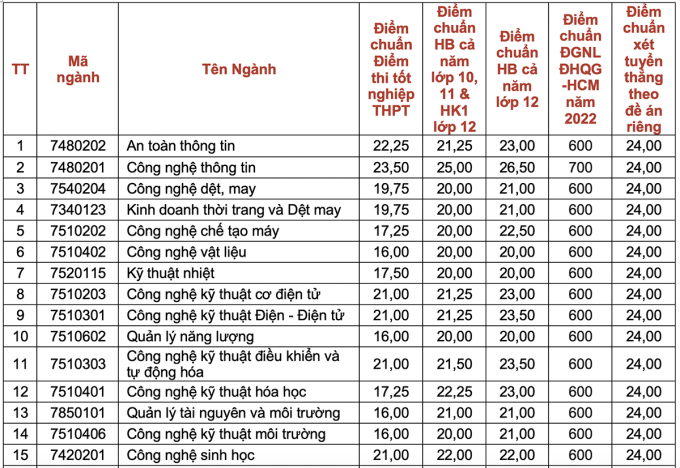 TT Mã ngành Tên Ngành Điểm chuẩn Điểm thi tốt nghiệp THPT Điểm chuẩn HB cả năm lớp 10, 11 & HK1 lớp 12 Điểm chuẩn HB cả năm lớp 12 Điểm chuẩn ĐGNL ĐHQG -HCM năm 2022 Điểm chuẩn xét tuyển thẳng theo đề án riêng
1 7480202 An toàn thông tin 22,25 21,25 23,00 600 24,00
2 7480201 Công nghệ thông tin 23,50 25,00 26,50 700 24,00
3 7540204 Công nghệ dệt, may 19,75 20,00 21,00 600 24,00
4 7340123 Kinh doanh thời trang và Dệt may 19,75 20,00 21,00 600 24,00
5 7510202 Công nghệ chế tạo máy 17,25 20,00 22,50 600 24,00
6 7510402 Công nghệ vật liệu 16,00 20,00 20,00 600 24,00
7 7520115 Kỹ thuật nhiệt 17,50 20,00 20,00 600 24,00
8 7510203 Công nghệ kỹ thuật cơ điện tử 21,00 21,25 23,00 600 24,00
9 7510301 Công nghệ kỹ thuật Điện - Điện tử 21,00 21,25 23,50 600 24,00
10 7510602 Quản lý năng lượng 16,00 20,00 20,00 600 24,00
11 7510303 Công nghệ kỹ thuật điều khiển và tự động hóa 21,00 21,50 23,50 600 24,00
12 7510401 Công nghệ kỹ thuật hóa học 17,25 22,25 23,00 600 24,00
13 7850101 Quản lý tài nguyên và môi trường 16,00 21,00 21,00 600 24,00
14 7510406 Công nghệ kỹ thuật môi trường 16,00 20,00 21,00 600 24,00
15 7420201 Công nghệ sinh học 21,00 22,00 22,00 600 24,00